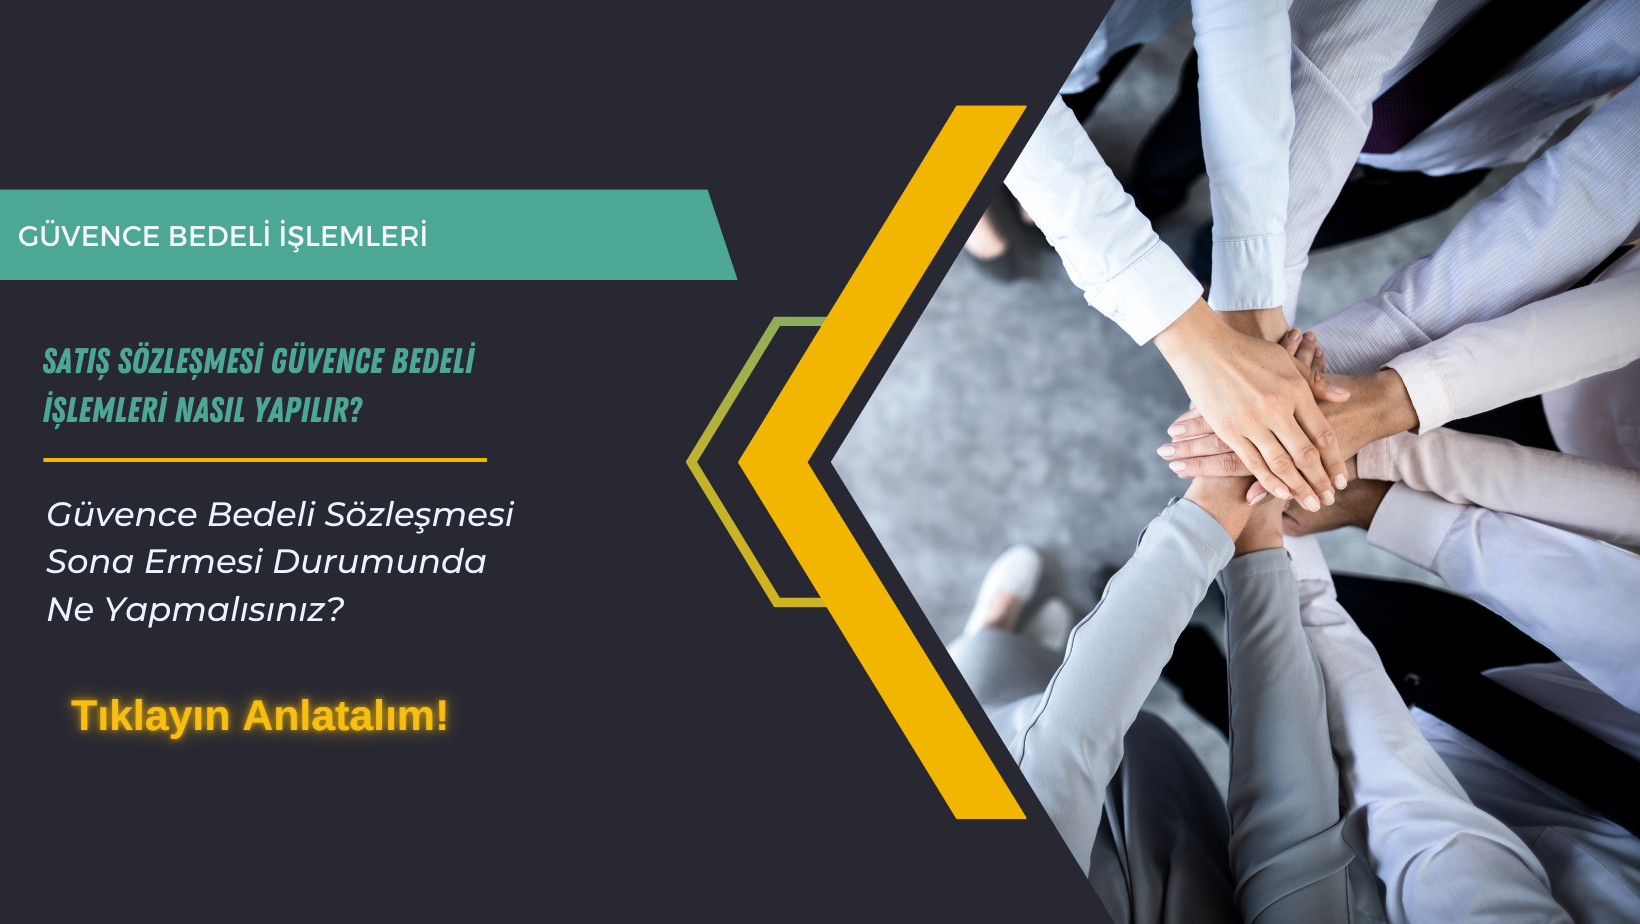 GÜVENCE BEDELİ İŞLEMLERİ
SATIŞ SÖZLEŞMESİ GÜVENCE BEDELİ
İŞLEMLERİ NASIL YAPILIR?
Güvence Bedeli Sözleşmesi
Sona Ermesi Durumunda
Ne Yapmalısınız?
Tıklayın Anlatalım!